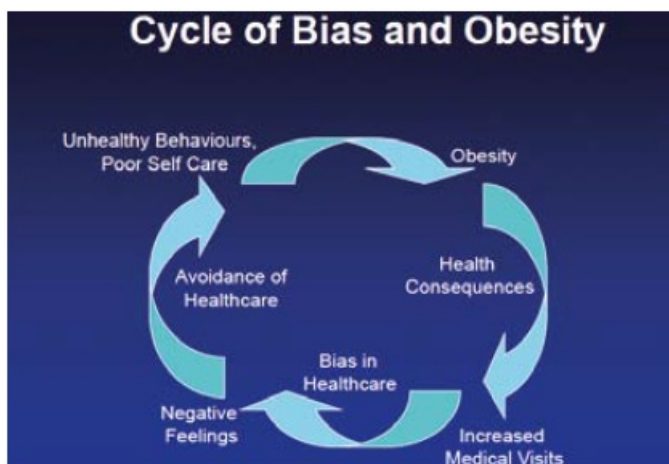 Cycle of Bias and Obesity
Unhealthy Behaviours,
Poor Self Care
Obesity
Health
Consequences
Increased
Medical Visits
Bias in
Healthcare
Negative
Feelings
Avoidance of
Healthcare